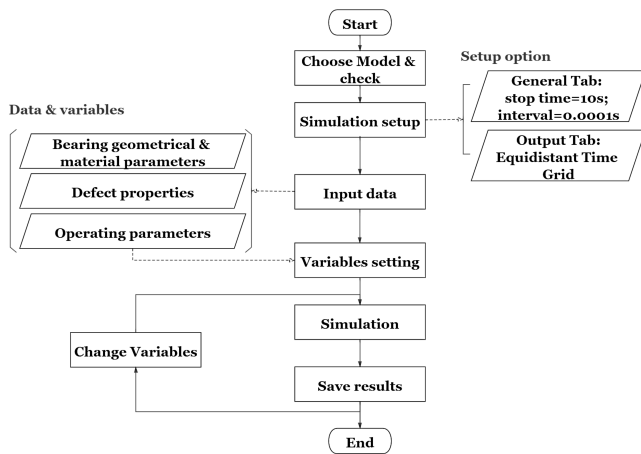 Start
Choose Model &
check
Setup option
General Tab:
stop time=10s;
interval=0.0001s
Simulation setup
Output Tab:
Equidistant Time
Grid
Data & variables
Bearing geometrical &
material parameters
Defect properties
Operating parameters
Input data
Variables setting
Simulation
Change Variables
Save results
End